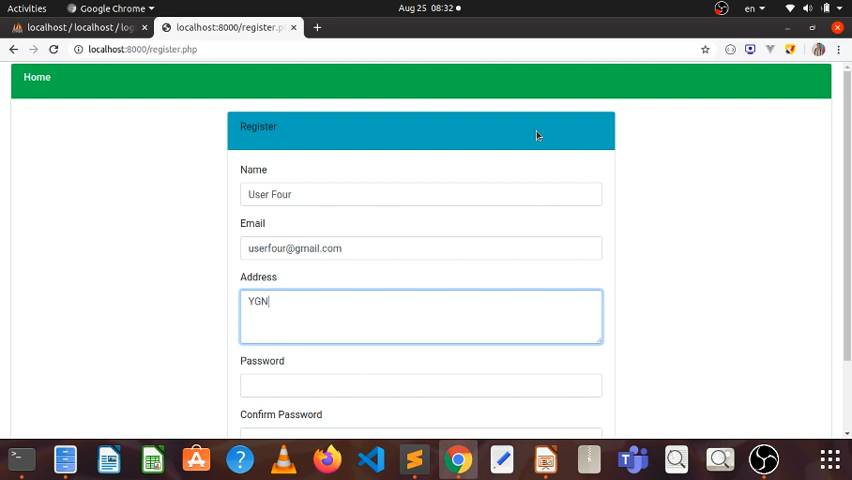 Activities
Google Chrome
Aug 25 08:32
en
localhost / localhost / log
localhost:8000/register.p
localhost:8000/register.php
Home
Register
Name
User Four
Email
userfour@gmail.com
Address
YGN
Password
Confirm Password